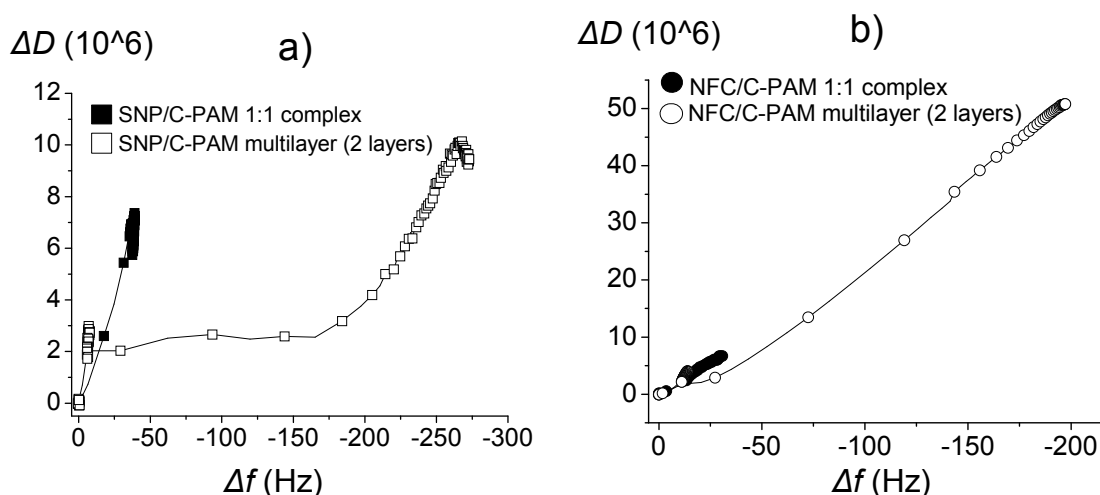 ΔD (10^6)
a)
12
10
8
6
4
2
0
SNP/C-PAM 1:1 complex
SNP/C-PAM multilayer (2 layers)
0 -50 -100 -150 -200 -250 -300
Δf (Hz)
ΔD (10^6)
b)
50
40
30
20
10
0
NFC/C-PAM 1:1 complex
NFC/C-PAM multilayer (2 layers)
0 -50 -100 -150 -200
Δf (Hz)